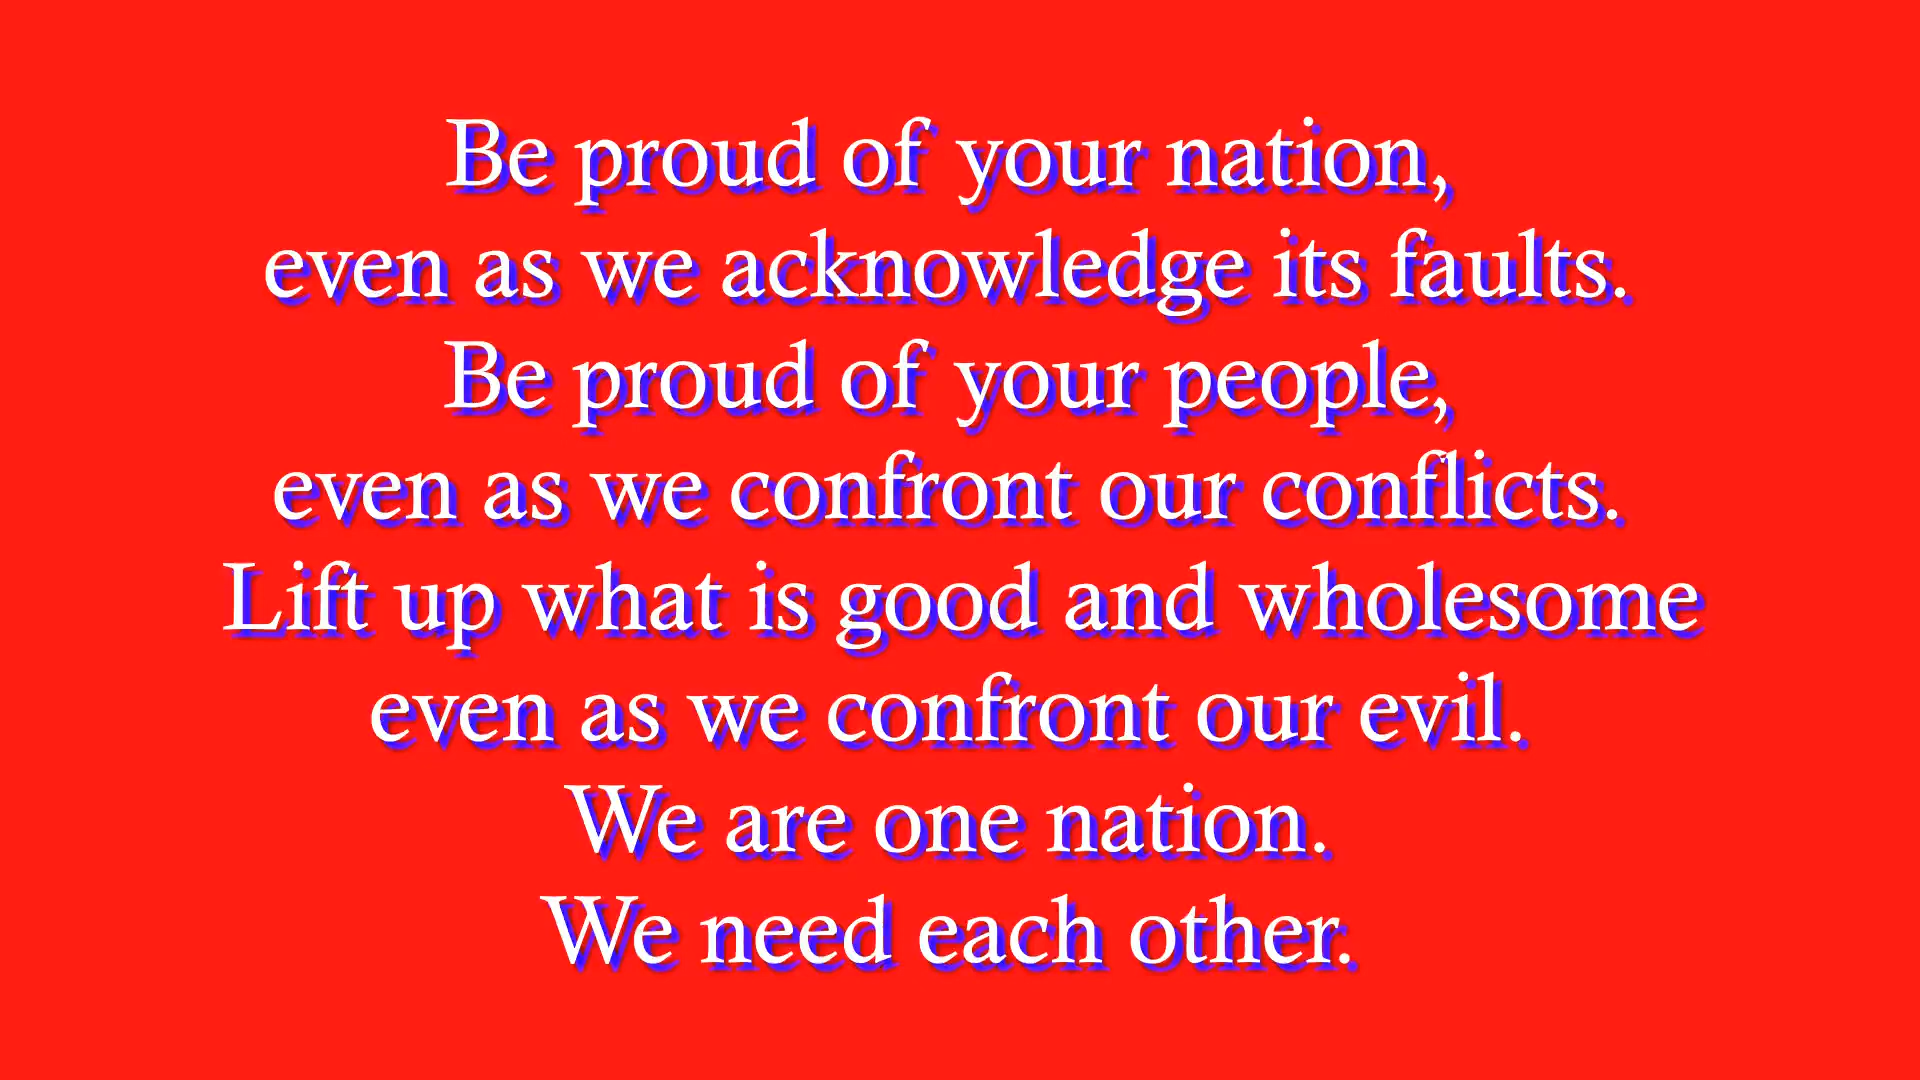 Be proud of your nation,
even as we acknowledge its faults.
Be proud of your people,
even as we confront our conflicts.
Lift up what is good and wholesome
even as we confront our evil.
We are one nation.
We need each other.